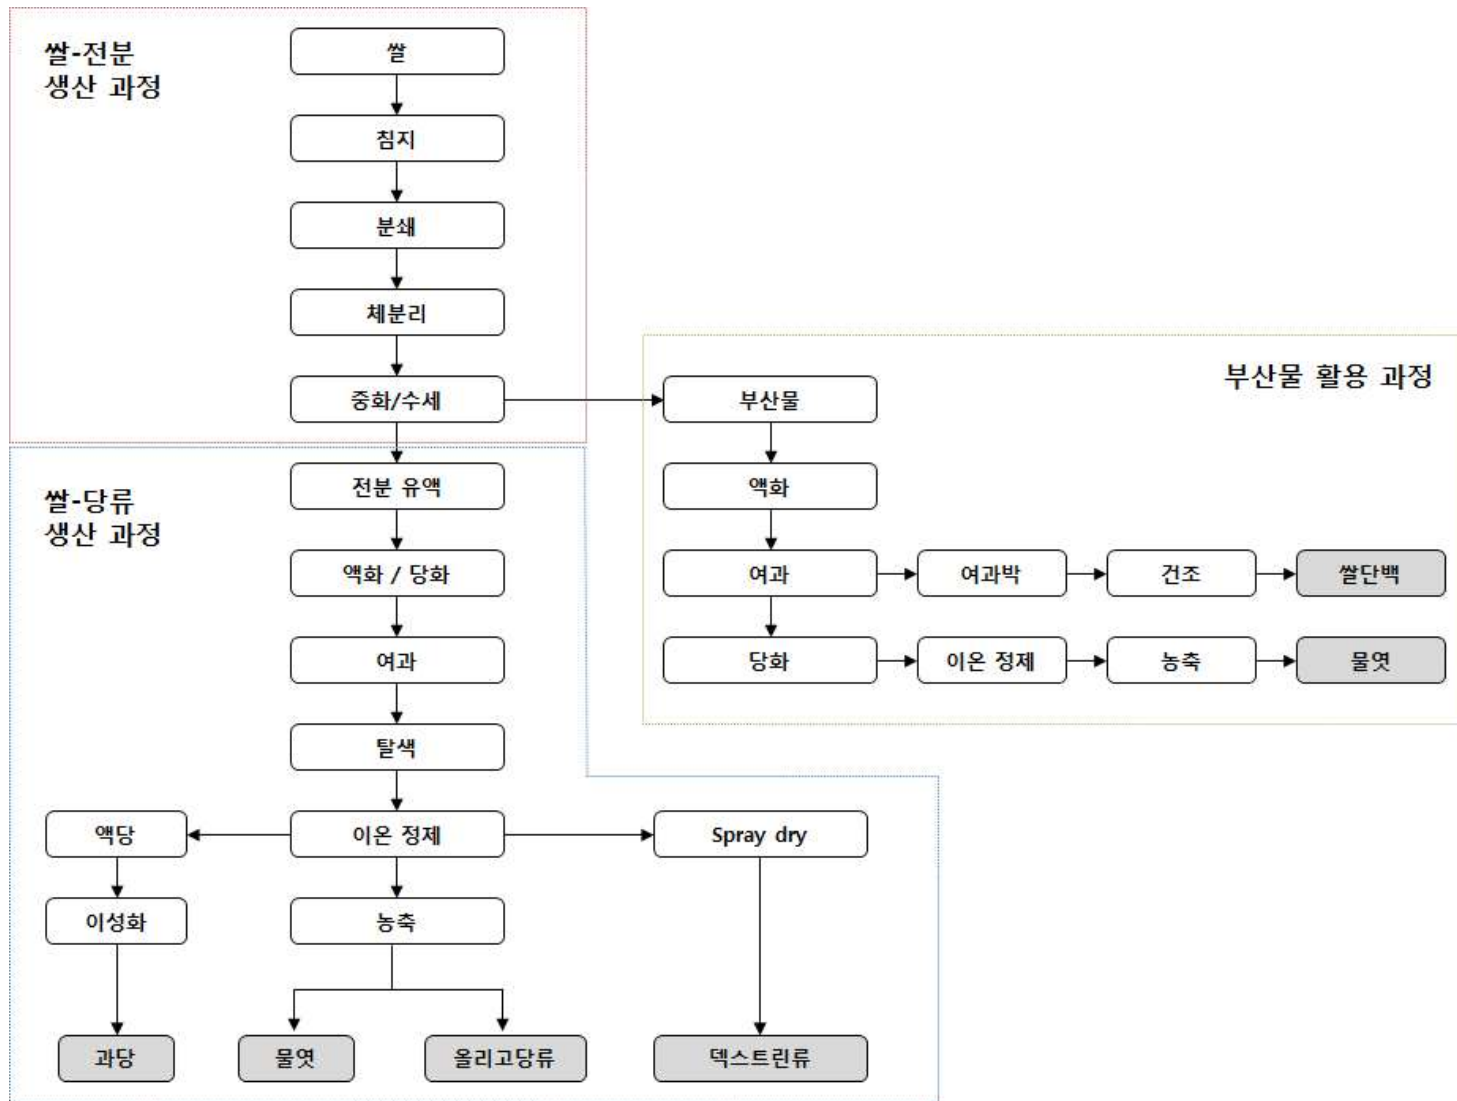 쌀-전분
생산 과정
쌀
침지
분쇄
체분리
중화/수세
부산물 활용 과정
부산물
액화
여과
여과박
건조
쌀단백
당화
이온 정제
농축
물엿
쌀-당류
생산 과정
전분 유액
액화 / 당화
여과
탈색
액당
이온 정제
Spray dry
이성화
농축
과당
물엿
올리고당류
덱스트린류